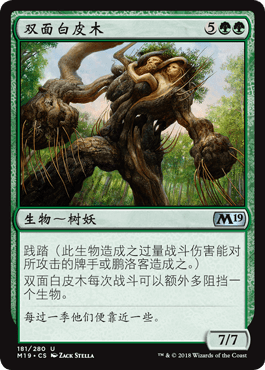 双面白皮木 5
生物～树妖 M19
践踏（此生物造成之过量战斗伤害能对
所攻击的牌手或鹏洛客造成之。）
双面白皮木每次战斗可以额外多阻挡
一个生物。
每过一季他们便靠近一些。
7/7
181/280 U
M19•CS ZACK STELLA
™ & © 2018 Wizards of the Coast